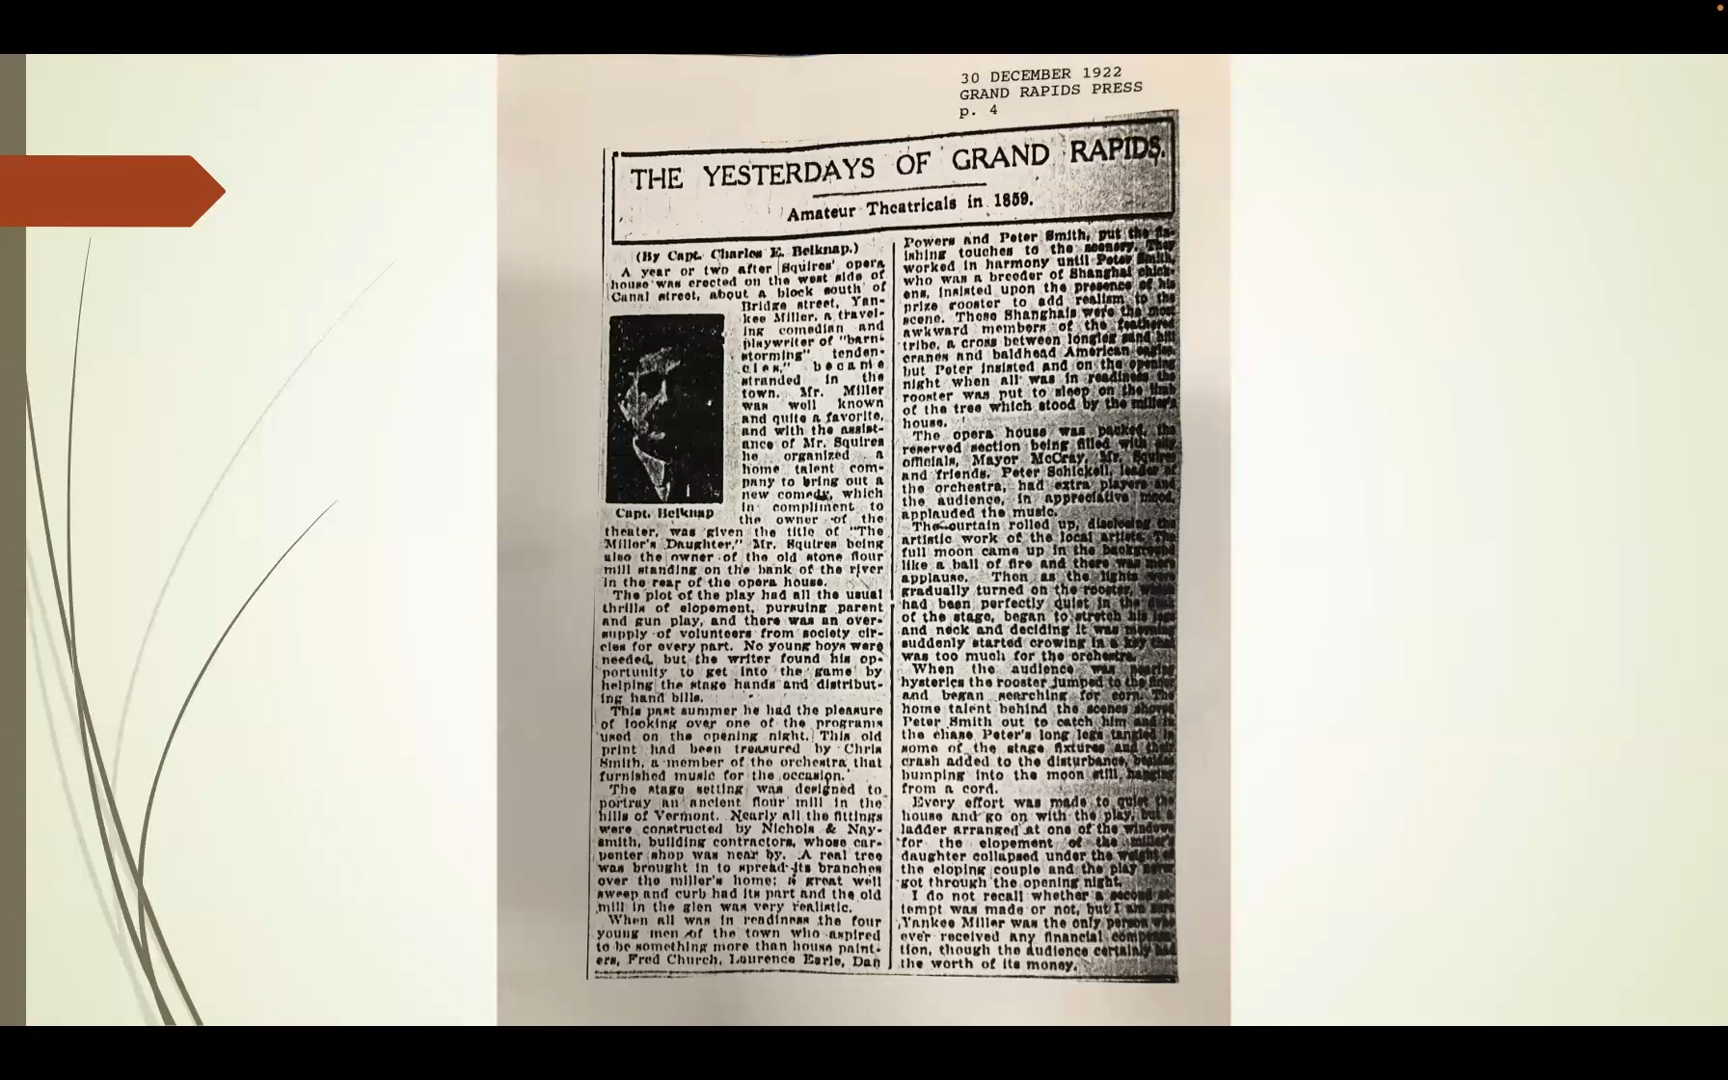 30 DECEMBER 1922
GRAND RAPIDS PRESS
p. 4
THE YESTERDAYS OF GRAND RAPIDS.
Amateur Theatricals in 1859.
(By Capt. Charles E. Belknap.)
A year or two after Squires' opera
house was erected on the west side of
Canal street, about a block south of
Bridge street, Yan-
kee Miller, a travel-
ing comedian and
playwriter of "barn-
storming" tenden-
cies," became
stranded in the
town. Mr. Miller
was well known
and quite a favorite,
and with the assist-
ance of Mr. Squires
he organized a
home talent com-
pany to bring out a
new comedy, which
in compliment to
the owner of the
Capt. Belknap
theater, was given the title of "The
Miller's Daughter," Mr. Squires being
also the owner of the old stone flour
mill standing on the bank of the river
in the rear of the opera house.
The plot of the play had all the usual
thrills of elopement, pursuing parent
and gun play, and there was an over-
supply of volunteers from society cir-
cles for every part. No young boys were
needed, but the writer found his op-
portunity to get into the game by
helping the stage hands and distribut-
ing hand bills.
This past summer he had the pleasure
of looking over one of the programs
used on the opening night. This old
print had been treasured by Chris
Smith, a member of the orchestra that
furnished music for the occasion.
The stage setting was designed to
portray an ancient flour mill in the
hills of Vermont. Nearly all the fittings
were constructed by Nichols & Nay-
smith, building contractors, whose car-
penter shop was near by. A real tree
was brought in to spread its branches
over the miller's home; a great well
sweep and curb had its part and the old
mill in the glen was very realistic.
When all was in readiness the four
young men of the town who aspired
to be something more than house paint-
ers, Fred Church, Laurence Earle, Dan
Powers and Peter Smith, put the fin-
ishing touches to the scenery. They
worked in harmony until Peter Smith,
who was a breeder of Shanghai chick-
ens, insisted upon the presence of his
prize rooster to add realism to the
scene. These Shanghais were the most
awkward members of the feathered
tribe, a cross between longleg sand hill
cranes and baldhead American eagles,
but Peter insisted and on the opening
night when all was in readiness the
rooster was put to sleep on the limb
of the tree which stood by the miller's
house.
The opera house was packed, the
reserved section being filled with city
officials, Mayor McCray, Mr. Squires
and friends. Peter Schickell, leader of
the orchestra, had extra players and
the audience, in appreciative mood,
applauded the music.
The curtain rolled up, disclosing the
artistic work of the local artists. The
full moon came up in the background
like a ball of fire and there was more
applause. Then as the lights were
gradually turned on the rooster, which
had been perfectly quiet in the
of the stage, began to stretch his legs
and neck and deciding it was morning
suddenly started crowing in a key that
was too much for the orchestra.
When the audience was nearing
hysterics the rooster jumped to the floor
and began searching for corn. The
home talent behind the scenes shoved
Peter Smith out to catch him and in
the chase Peter's long legs tangled in
some of the stage fixtures and their
crash added to the disturbance, besides
bumping into the moon still hanging
from a cord.
Every effort was made to quiet the
house and go on with the play, but a
ladder arranged at one of the windows
for the elopement of the miller's
daughter collapsed under the weight of
the eloping couple and the play never
got through the opening night.
I do not recall whether a second at-
tempt was made or not, but I am sure
Yankee Miller was the only person who
ever received any financial compensa-
tion, though the audience certainly had
the worth of its money.